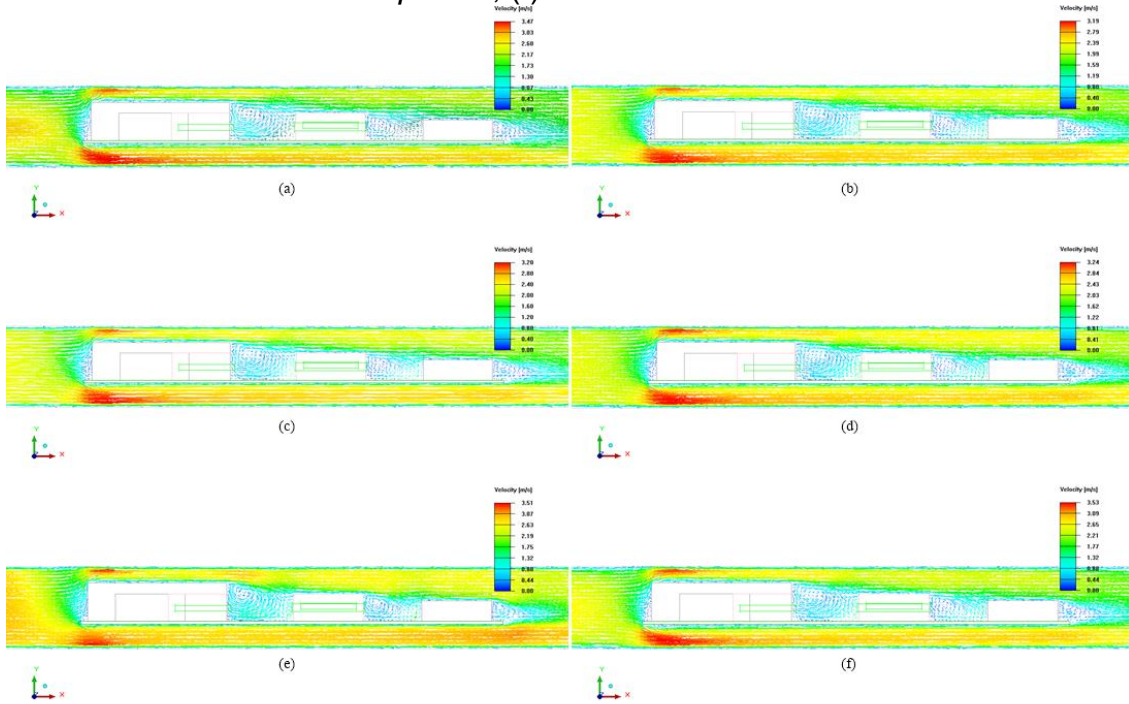 Velocity [m/s]
3.47
3.03
2.60
2.17
1.73
1.30
0.87
0.43
0.00
(a)
Y
Z X
Velocity [m/s]
3.19
2.79
2.39
1.99
1.59
1.19
0.80
0.40
0.00
(b)
Y
Z X
Velocity [m/s]
3.20
2.80
2.40
2.00
1.60
1.20
0.80
0.40
0.00
(c)
Y
Z X
Velocity [m/s]
3.24
2.84
2.43
2.03
1.62
1.22
0.81
0.41
0.00
(d)
Y
Z X
Velocity [m/s]
3.51
3.07
2.63
2.19
1.75
1.32
0.88
0.44
0.00
(e)
Y
Z X
Velocity [m/s]
3.53
3.09
2.65
2.21
1.77
1.32
0.88
0.44
0.00
(f)
Y
Z X